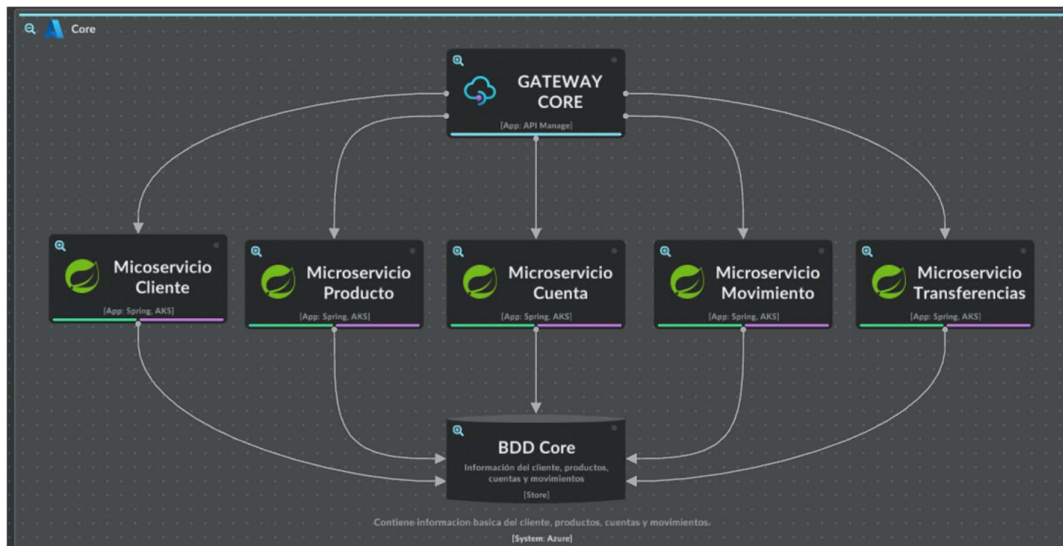 Core
GATEWAY
CORE
[App: API Manage]
Micoservicio
Cliente
[App: Spring, AKS]
Microservicio
Producto
[App: Spring, AKS]
Microservicio
Cuenta
[App: Spring, AKS]
Microservicio
Movimiento
[App: Spring, AKS]
Microservicio
Transferencias
[App: Spring, AKS]
BDD Core
Información del cliente, productos,
cuentas y movimientos
[Store]
Contiene informacion basica del cliente, productos, cuentas y movimientos.
[System: Azure]